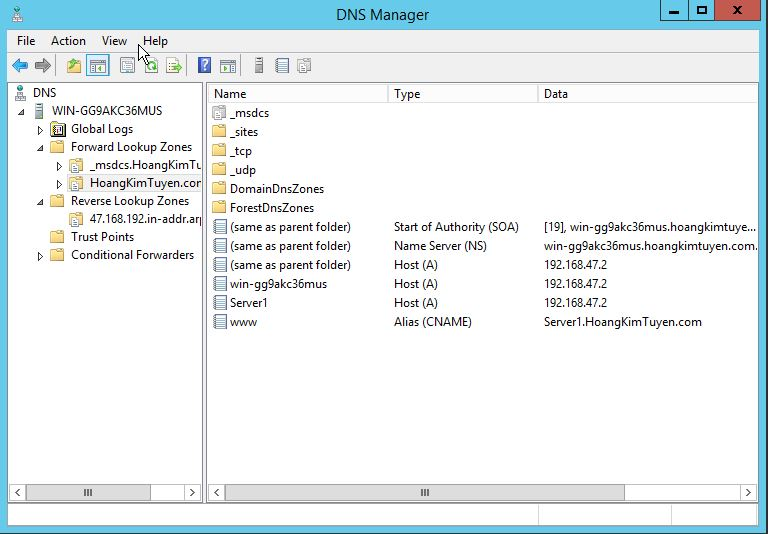 DNS Manager
File Action View Help
DNS
WIN-GG9AKC36MUS
Global Logs
Forward Lookup Zones
_msdcs.HoangKimTu
HoangKimTuyen.con
Reverse Lookup Zones
47.168.192.in-addr.arp
Trust Points
Conditional Forwarders
Name Type Data
_msdcs
_sites
_tcp
_udp
DomainDnsZones
ForestDnsZones
(same as parent folder) Start of Authority (SOA) [19], win-gg9akc36mus.hoangkimtuye...
(same as parent folder) Name Server (NS) win-gg9akc36mus.hoangkimtuyen.com.
(same as parent folder) Host (A) 192.168.47.2
win-gg9akc36mus Host (A) 192.168.47.2
Server1 Host (A) 192.168.47.2
www Alias (CNAME) Server1.HoangKimTuyen.com